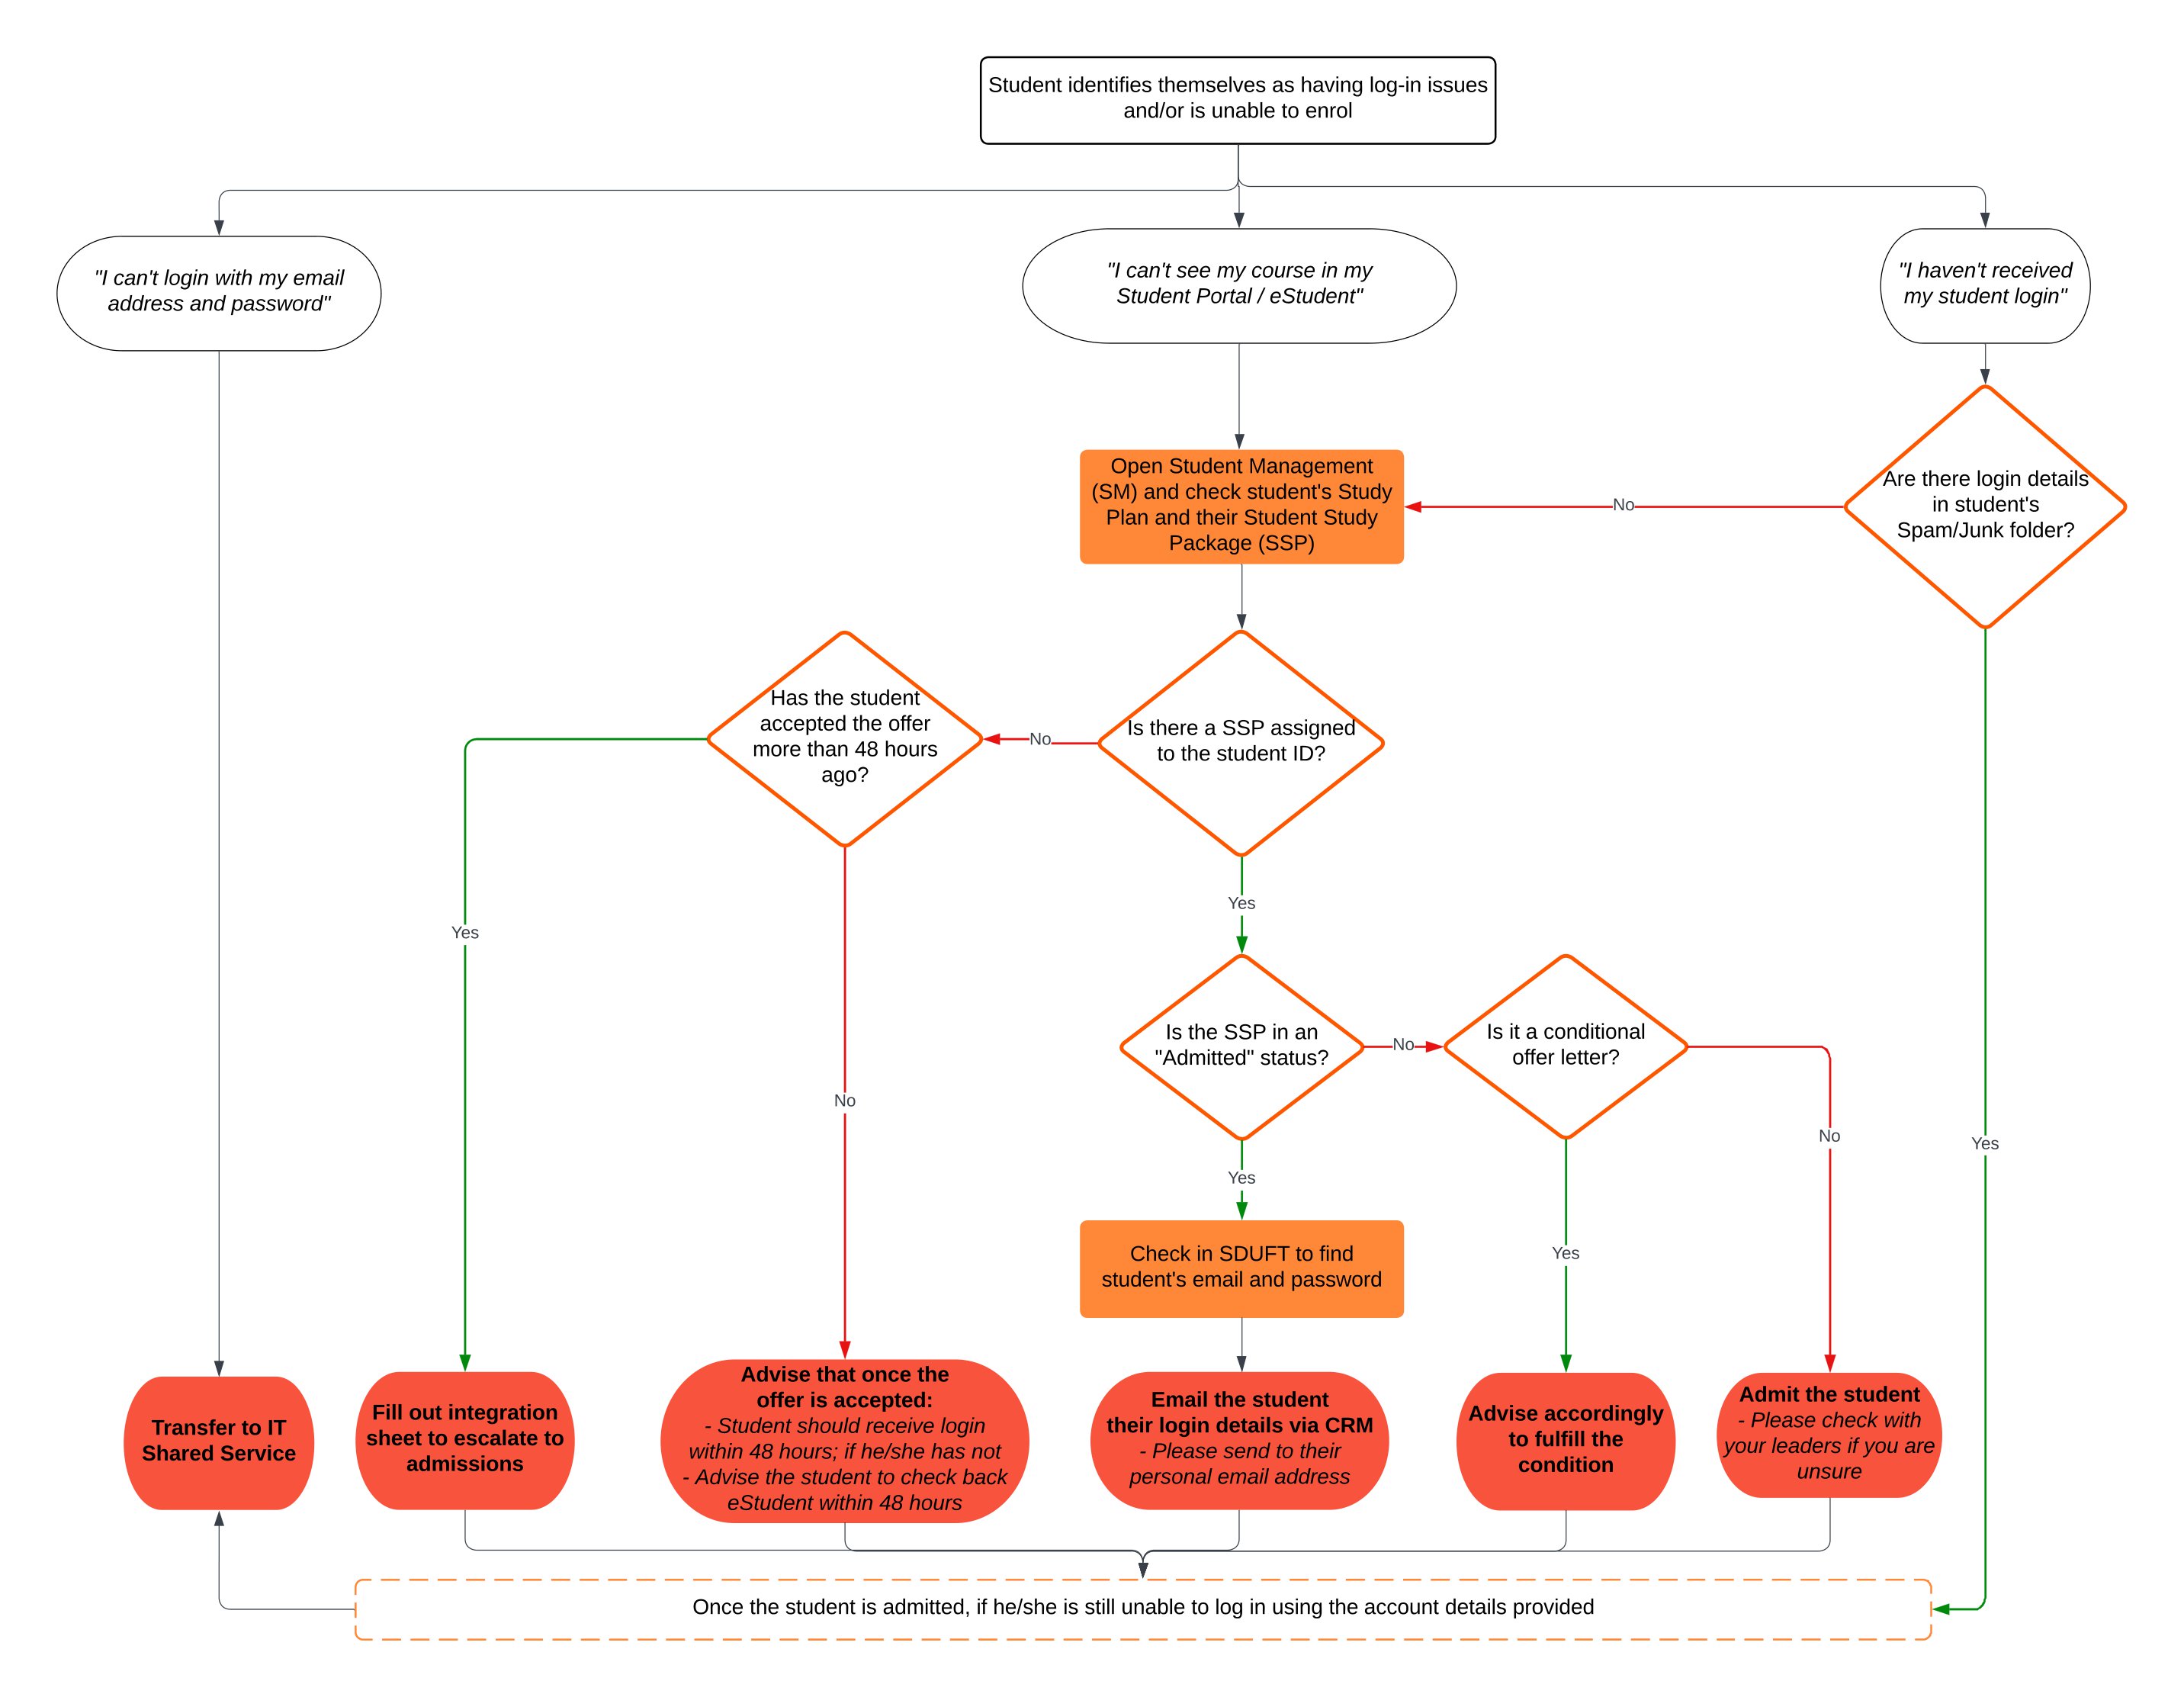 Student identifies themselves as having log-in issues
and/or is unable to enrol
"I can't login with my email
address and password"
"I can't see my course in my
Student Portal / eStudent"
"I haven't received
my student login"
Open Student Management
(SM) and check student's Study
Plan and their Student Study
Package (SSP)
No
Are there login details
in student's
Spam/Junk folder?
Has the student
accepted the offer
more than 48 hours
ago?
No
Is there a SSP assigned
to the student ID?
Yes
Yes
Is the SSP in an
"Admitted" status?
No
Is it a conditional
offer letter?
No
No
Yes
Yes
Yes
Check in SDUFT to find
student's email and password
Transfer to IT
Shared Service
Fill out integration
sheet to escalate to
admissions
Advise that once the
offer is accepted:
- Student should receive login
within 48 hours; if he/she has not
- Advise the student to check back
eStudent within 48 hours
Email the student
their login details via CRM
- Please send to their
personal email address
Advise accordingly
to fulfill the
condition
Admit the student
- Please check with
your leaders if you are
unsure
Once the student is admitted, if he/she is still unable to log in using the account details provided